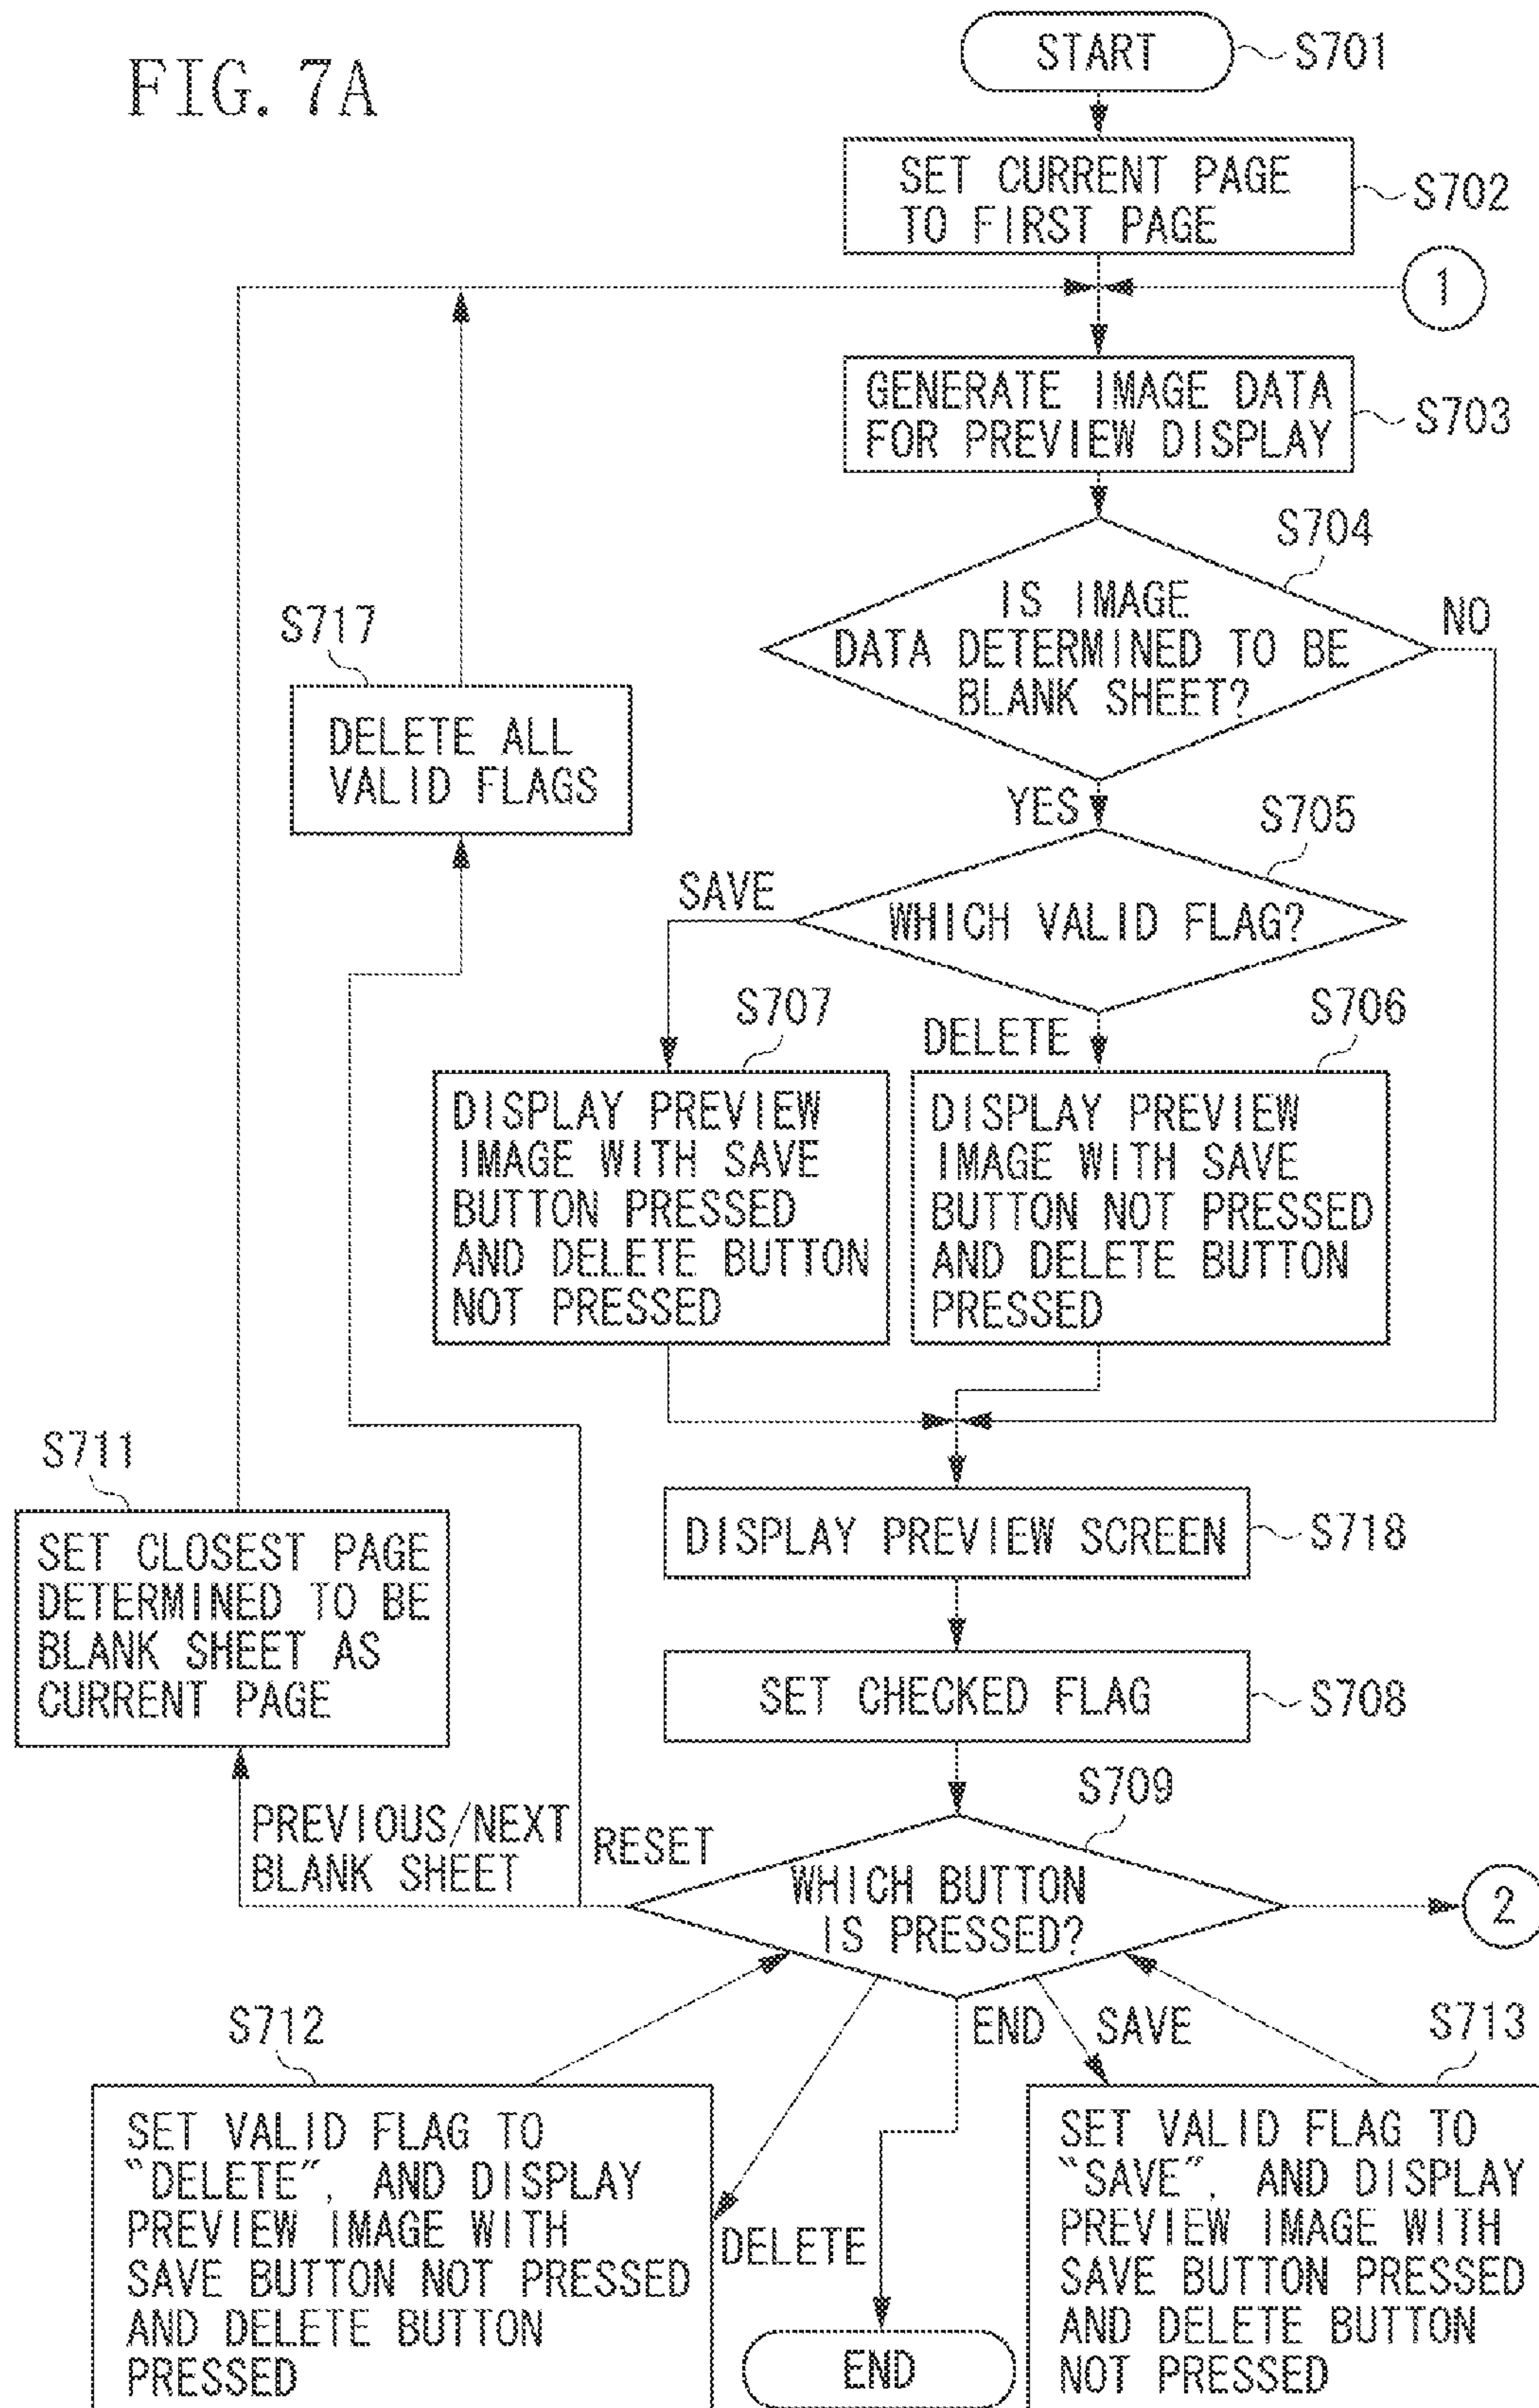 FIG. 7A
START
S701
SET CURRENT PAGE
TO FIRST PAGE
S702
1
GENERATE IMAGE DATA
FOR PREVIEW DISPLAY
S703
S704
IS IMAGE
DATA DETERMINED TO BE
BLANK SHEET?
NO
YES
S717
DELETE ALL
VALID FLAGS
S705
WHICH VALID FLAG?
SAVE
DELETE
S707
DISPLAY PREVIEW
IMAGE WITH SAVE
BUTTON PRESSED
AND DELETE BUTTON
NOT PRESSED
S706
DISPLAY PREVIEW
IMAGE WITH SAVE
BUTTON NOT PRESSED
AND DELETE BUTTON
PRESSED
S711
SET CLOSEST PAGE
DETERMINED TO BE
BLANK SHEET AS
CURRENT PAGE
DISPLAY PREVIEW SCREEN
S718
SET CHECKED FLAG
S708
S709
WHICH BUTTON
IS PRESSED?
PREVIOUS/NEXT
BLANK SHEET
RESET
2
END
SAVE
DELETE
S712
SET VALID FLAG TO
“DELETE”, AND DISPLAY
PREVIEW IMAGE WITH
SAVE BUTTON NOT PRESSED
AND DELETE BUTTON
PRESSED
END
S713
SET VALID FLAG TO
“SAVE”, AND DISPLAY
PREVIEW IMAGE WITH
SAVE BUTTON PRESSED
AND DELETE BUTTON
NOT PRESSED